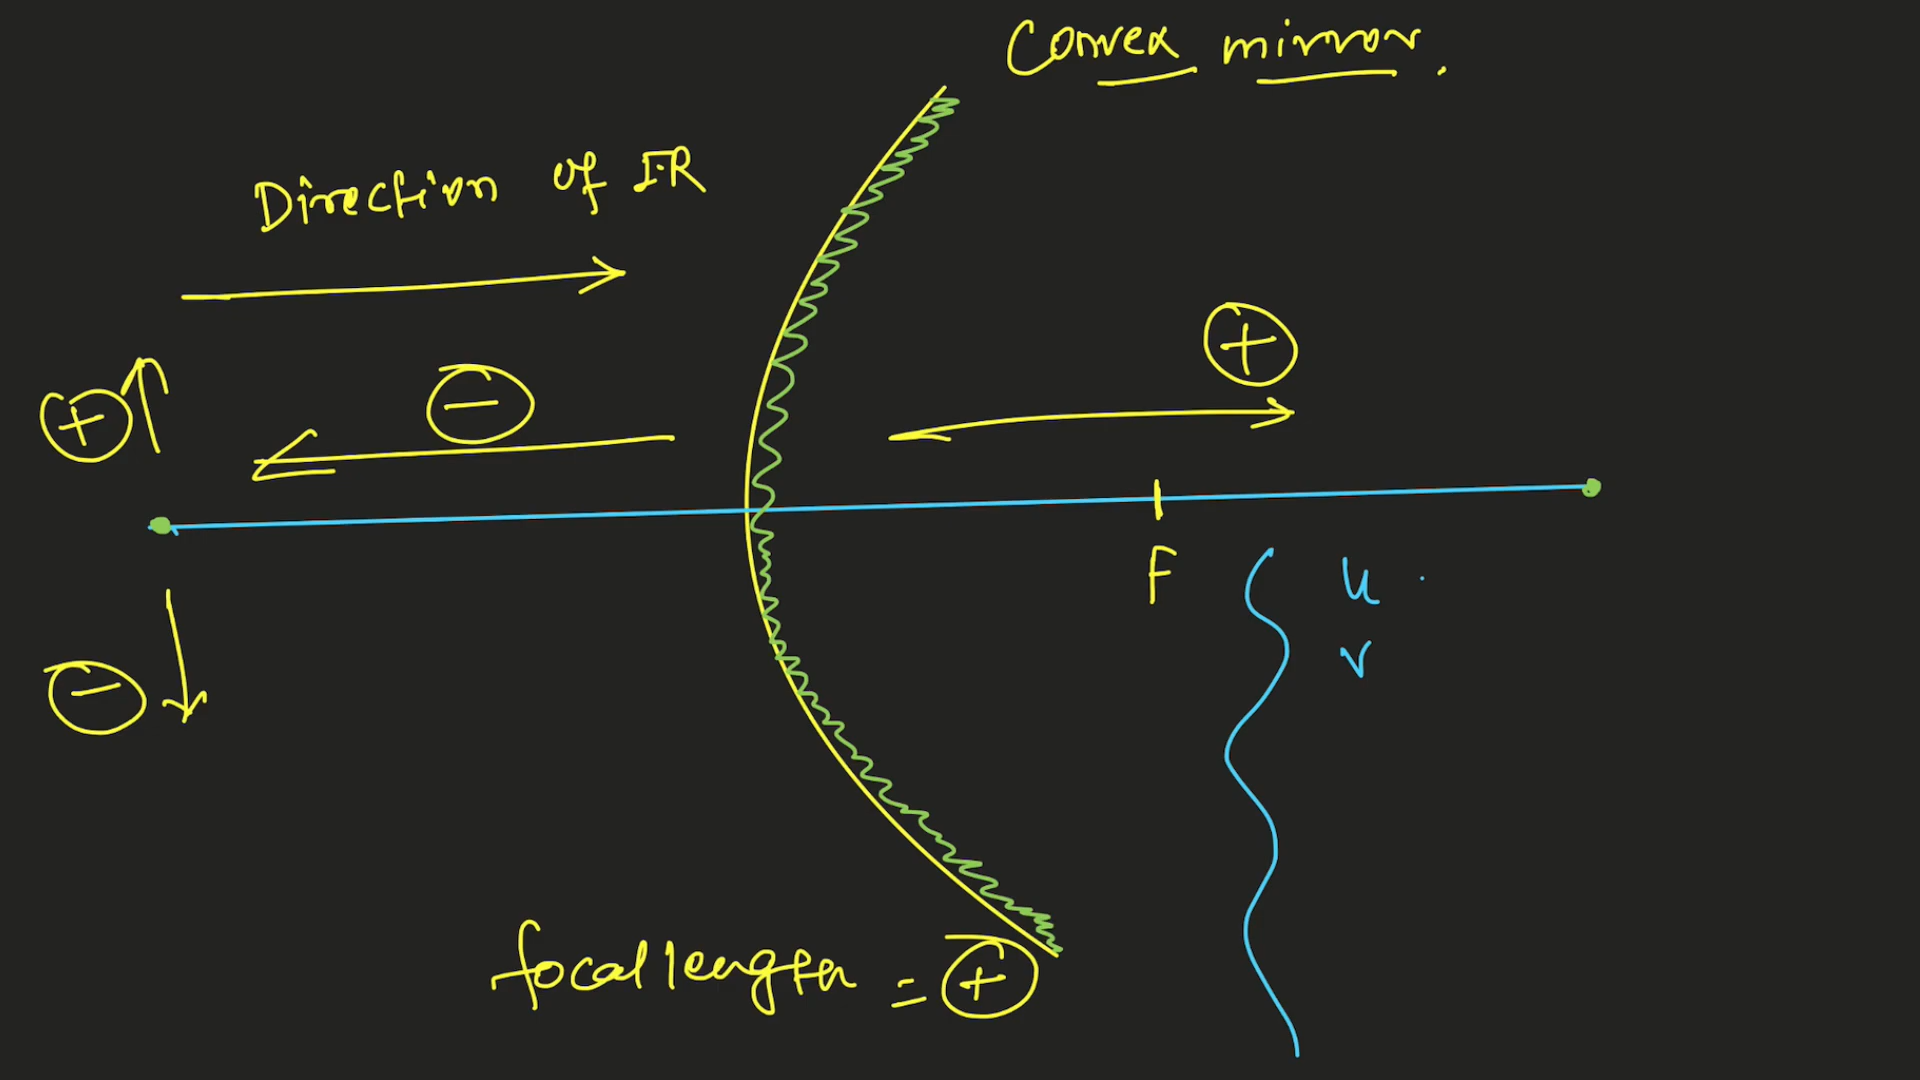 Convex mirror.
Direction of I·R
+
−
+
F
u
v
−
focal length = +